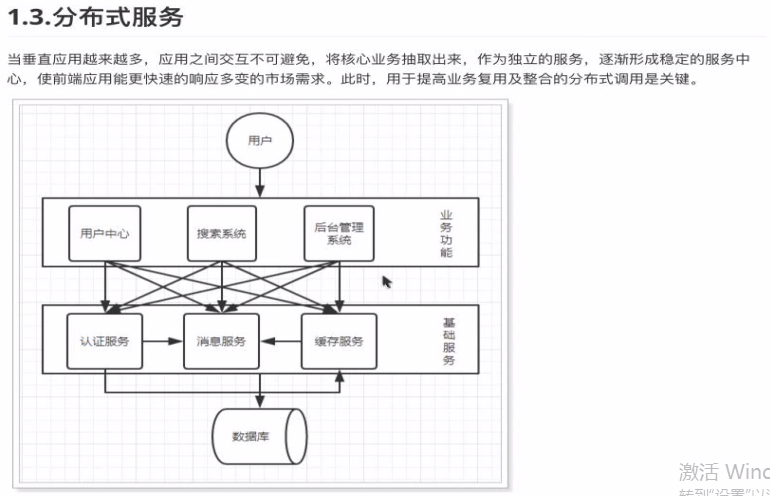 1.3.分布式服务
当垂直应用越来越多，应用之间交互不可避免，将核心业务抽取出来，作为独立的服务，逐渐形成稳定的服务中
心，使前端应用能更快速的响应多变的市场需求。此时，用于提高业务复用及整合的分布式调用是关键。
用户
用户中心
搜索系统
后台管理
系统
业务功能
认证服务
消息服务
缓存服务
基础服务
数据库
激活 Winc
转到"设置"以